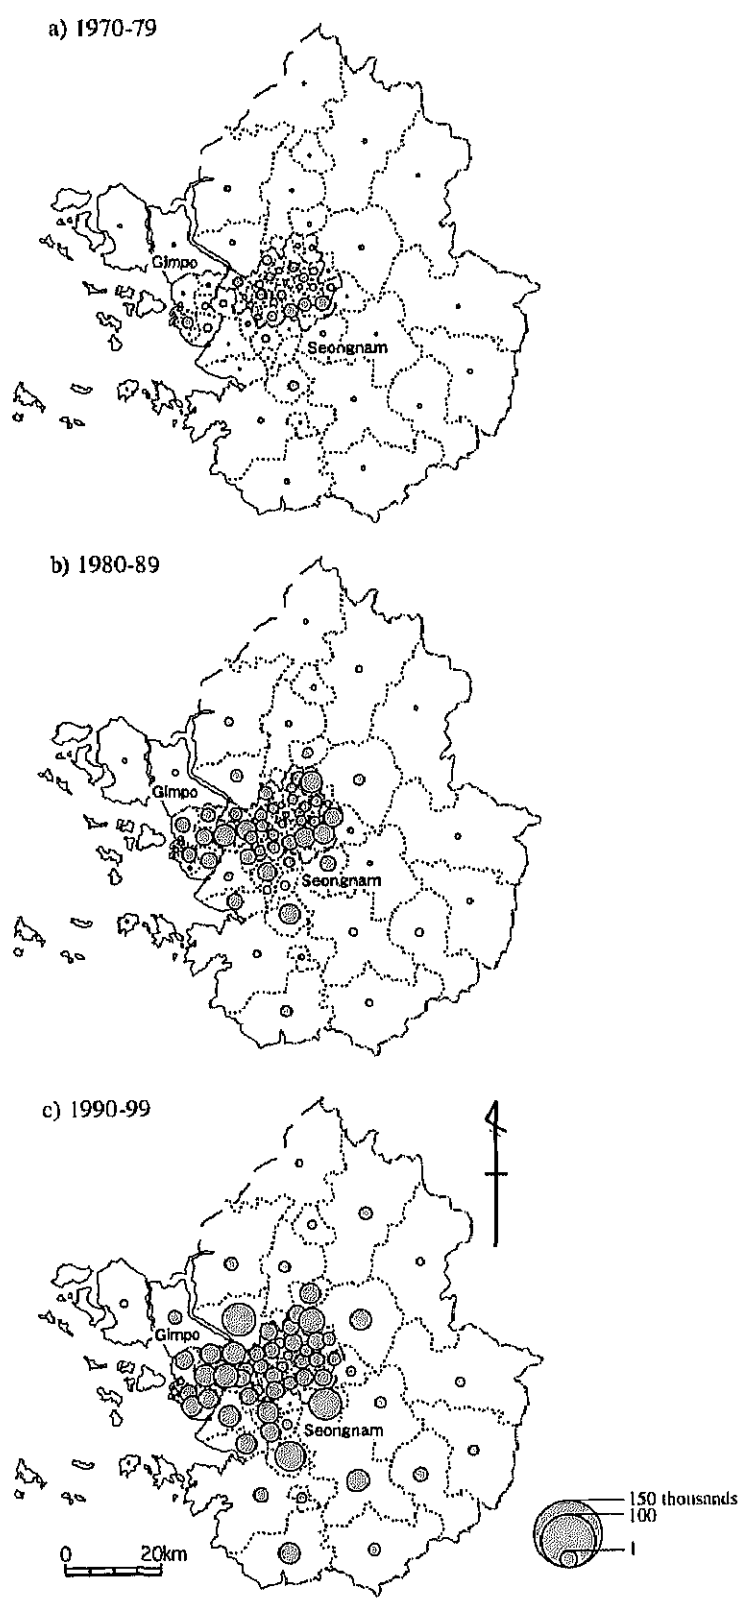 a) 1970-79
Gimpo
Seongnam
b) 1980-89
Gimpo
Seongnam
c) 1990-99
Gimpo
Seongnam
150 thousands
100
1
0 20km